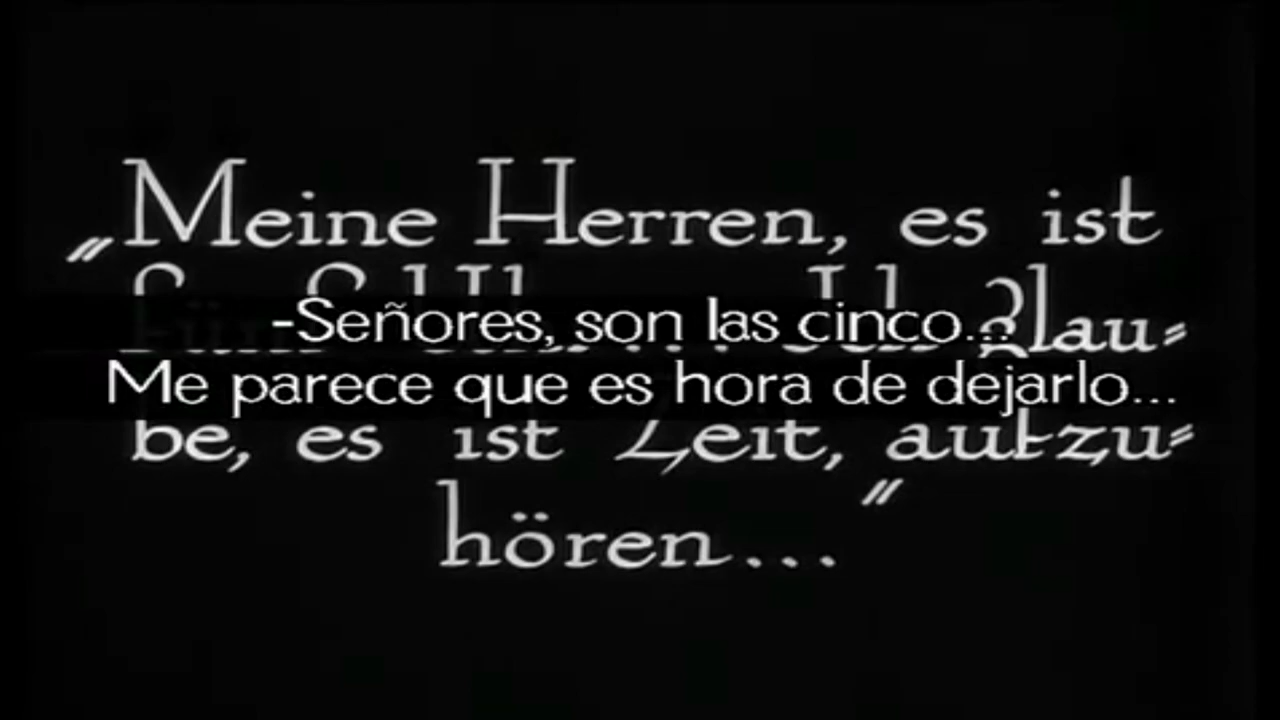 „Meine Herren, es ist
-Señores, son las cinco...
glau=
Me parece que es hora de dejarlo...
be, es ist Zeit, aufzu=
hören..."